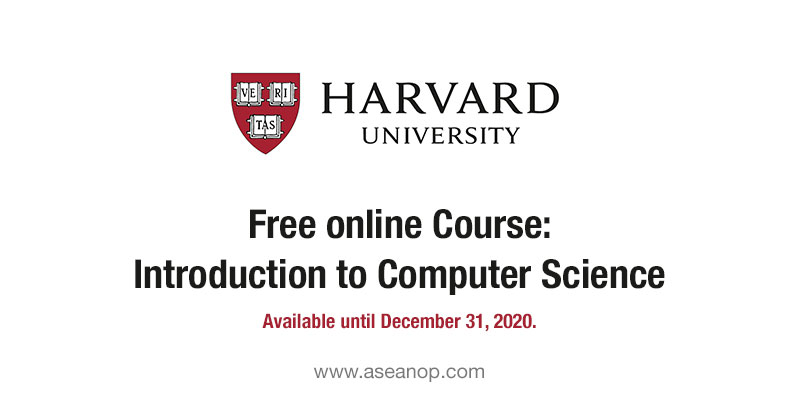 VE RI
TAS
HARVARD
UNIVERSITY
Free online Course:
Introduction to Computer Science
Available until December 31, 2020.
www.aseanop.com